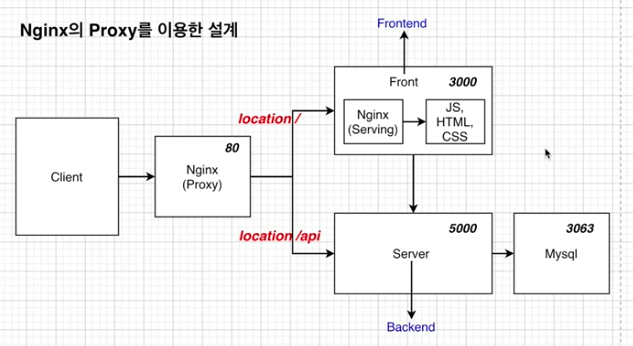 Nginx의 Proxy를 이용한 설계
Frontend
Front
3000
Nginx
(Serving)
JS,
HTML,
CSS
location /
80
Nginx
(Proxy)
Client
location /api
5000
Server
3063
Mysql
Backend